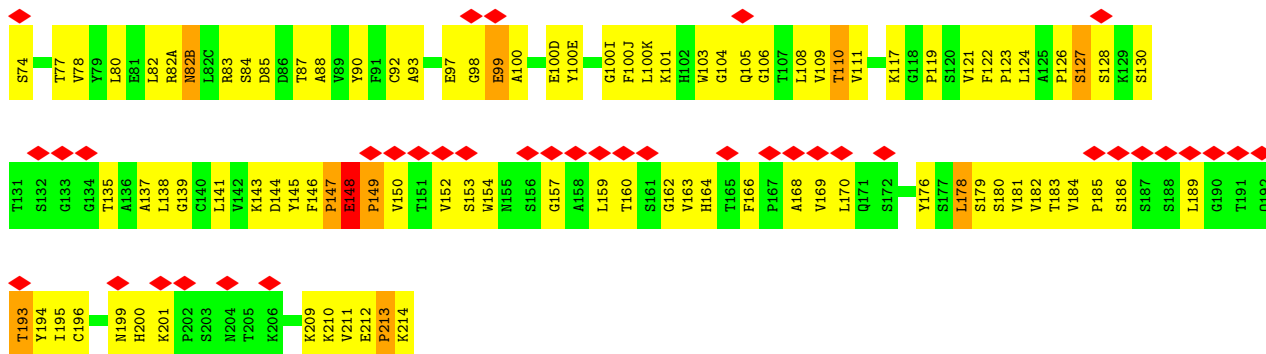 S74 T77 V78 Y79 L80 E81 L82 R82A N82B L82C R83 S84 D85 D86 T87 A88 V89 Y90 F91 C92 A93 E97 G98 E99 A100 E100D Y100E G100I F100J L100K K101 H102 W103 G104 Q105 G106 T107 L108 V109 T110 V111 K117 G118 P119 S120 V121 F122 P123 L124 A125 P126 S127 S128 K129 S130
T131 S132 G133 G134 T135 A136 A137 L138 G139 C140 L141 V142 K143 D144 Y145 F146 P147 E148 P149 V150 T151 V152 S153 W154 N155 S156 G157 A158 L159 T160 S161 G162 V163 H164 T165 F166 P167 A168 V169 L170 Q171 S172 Y176 S177 L178 S179 S180 V181 V182 T183 V184 P185 S186 S187 S188 L189 G190 T191 Q192
T193 Y194 I195 C196 N199 H200 K201 P202 S203 N204 T205 K206 K209 K210 V211 E212 P213 K214